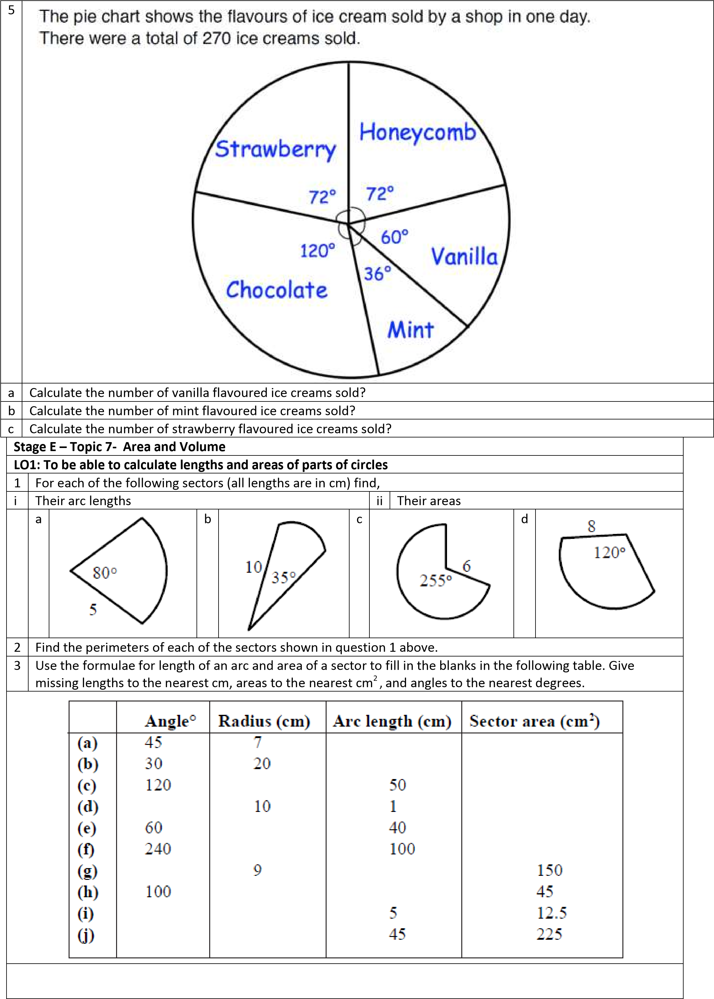 5
The pie chart shows the flavours of ice cream sold by a shop in one day.
There were a total of 270 ice creams sold.
Honeycomb
Strawberry
72°
72°
60°
Vanilla
120°
36°
Chocolate
Mint
a Calculate the number of vanilla flavoured ice creams sold?
b Calculate the number of mint flavoured ice creams sold?
c Calculate the number of strawberry flavoured ice creams sold?
Stage E – Topic 7- Area and Volume
LO1: To be able to calculate lengths and areas of parts of circles
1 For each of the following sectors (all lengths are in cm) find,
i Their arc lengths ii Their areas
a b c d
80°
5
10
35°
6
255°
8
120°
2 Find the perimeters of each of the sectors shown in question 1 above.
3 Use the formulae for length of an arc and area of a sector to fill in the blanks in the following table. Give
missing lengths to the nearest cm, areas to the nearest cm², and angles to the nearest degrees.
Angle° Radius (cm) Arc length (cm) Sector area (cm²)
(a) 45 7
(b) 30 20
(c) 120 50
(d) 10 1
(e) 60 40
(f) 240 100
(g) 9 150
(h) 100 45
(i) 5 12.5
(j) 45 225